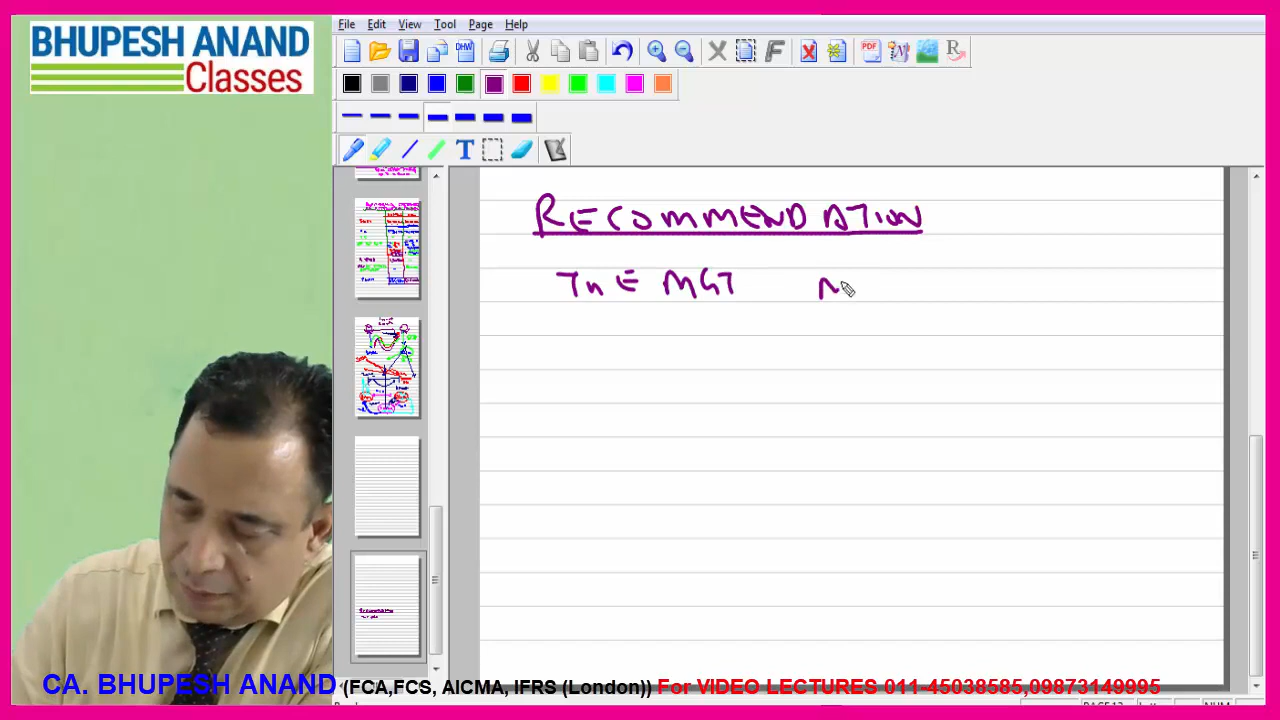 BHUPESH ANAND
Classes
File Edit View Tool Page Help
RECOMMENDATION
THE MGT
CA. BHUPESH ANAND (FCA,FCS, AICMA, IFRS (London)) For VIDEO LECTURES 011-45038585,09873149995